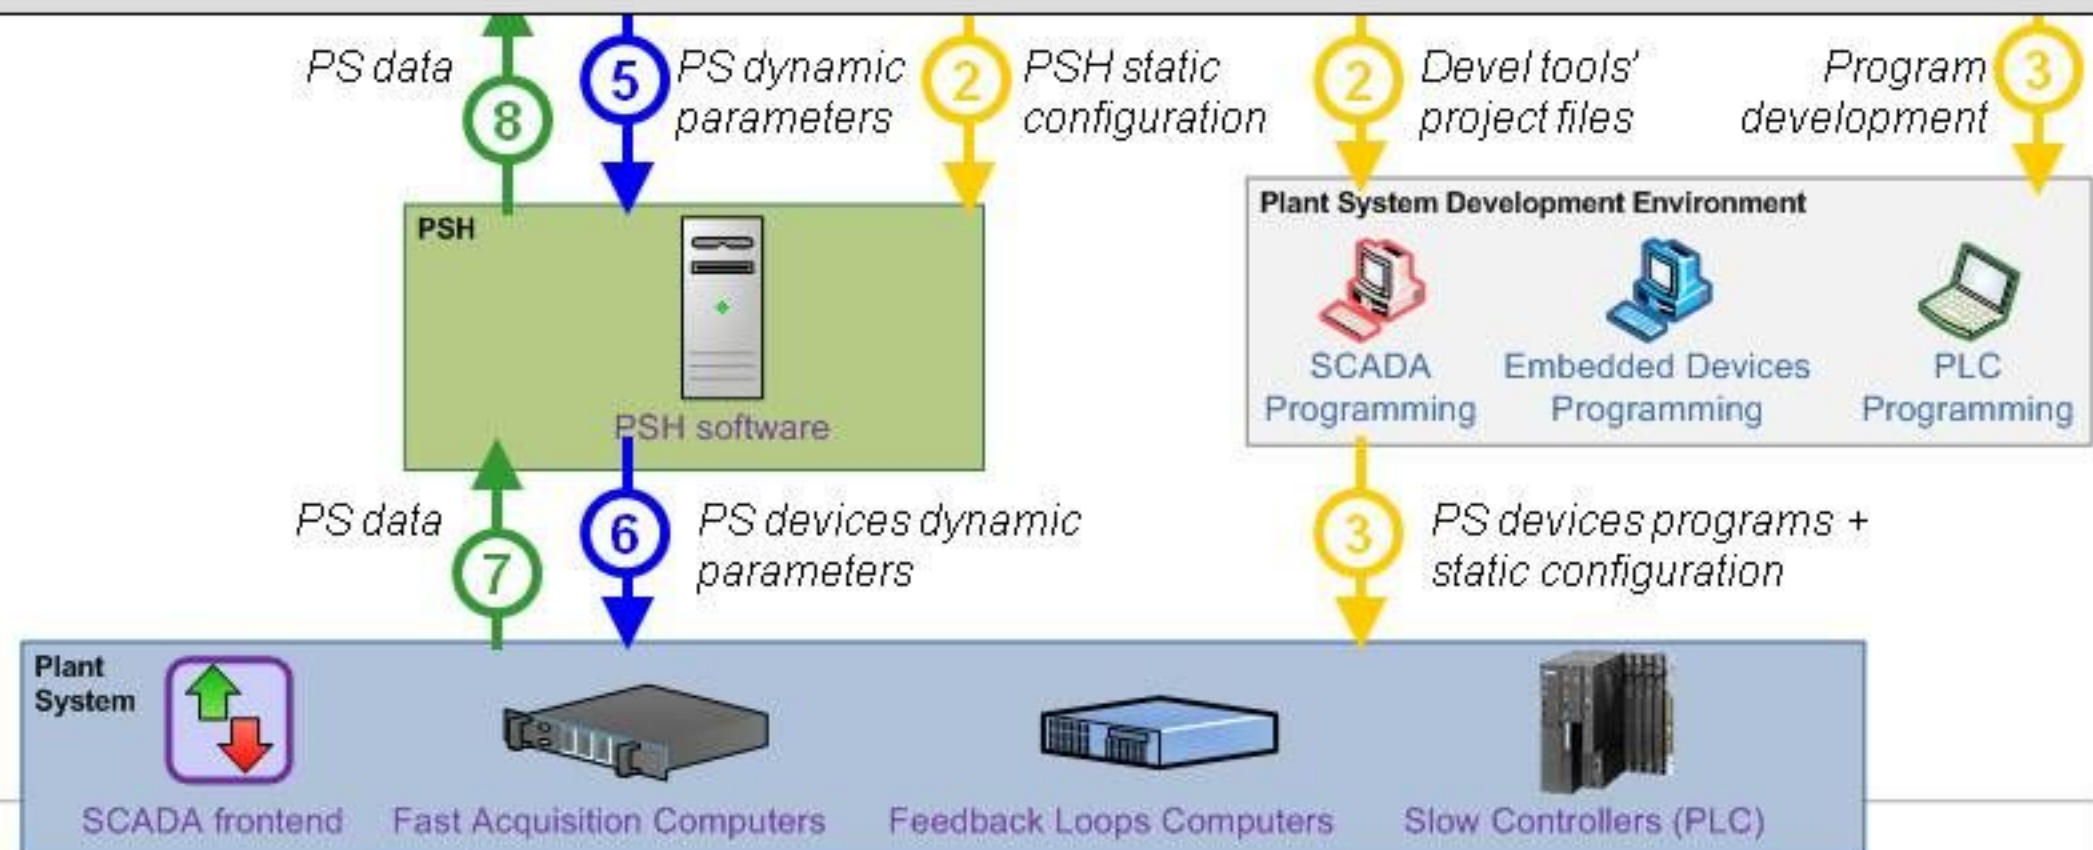 PS data
8
5
PS dynamic
parameters
2
PSH static
configuration
2
Devel tools'
project files
Program
development
3
PSH
PSH software
Plant System Development Environment
SCADA
Programming
Embedded Devices
Programming
PLC
Programming
PS data
7
6
PS devices dynamic
parameters
3
PS devices programs +
static configuration
Plant
System
SCADA frontend
Fast Acquisition Computers
Feedback Loops Computers
Slow Controllers (PLC)